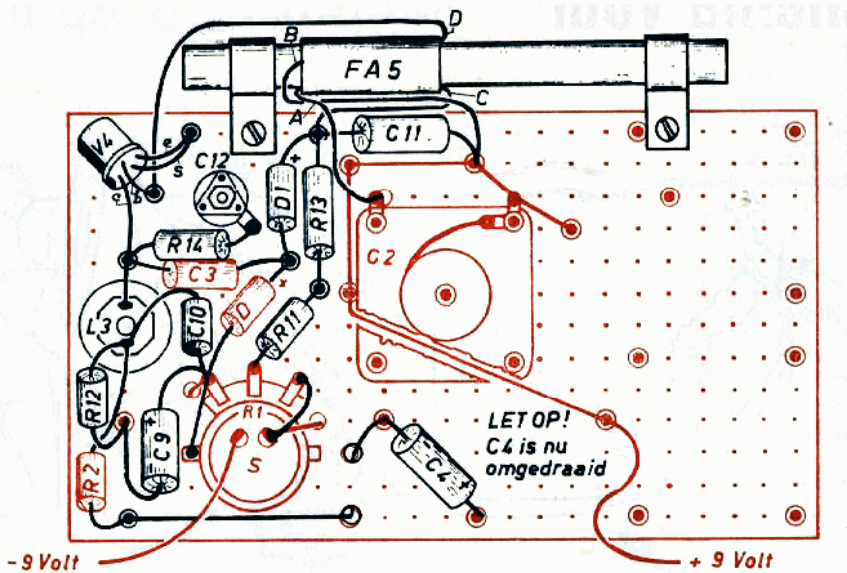 D
B
FA5
A
C
V4
e
s
c
b
C12
+
C11
D1
R13
R14
C3
C2
+
D
L3
C10
R11
R12
R1
+
C9
-
S
R2
LET OP!
C4 is nu
omgedraaid
-
C4
+
-9 Volt
+ 9 Volt